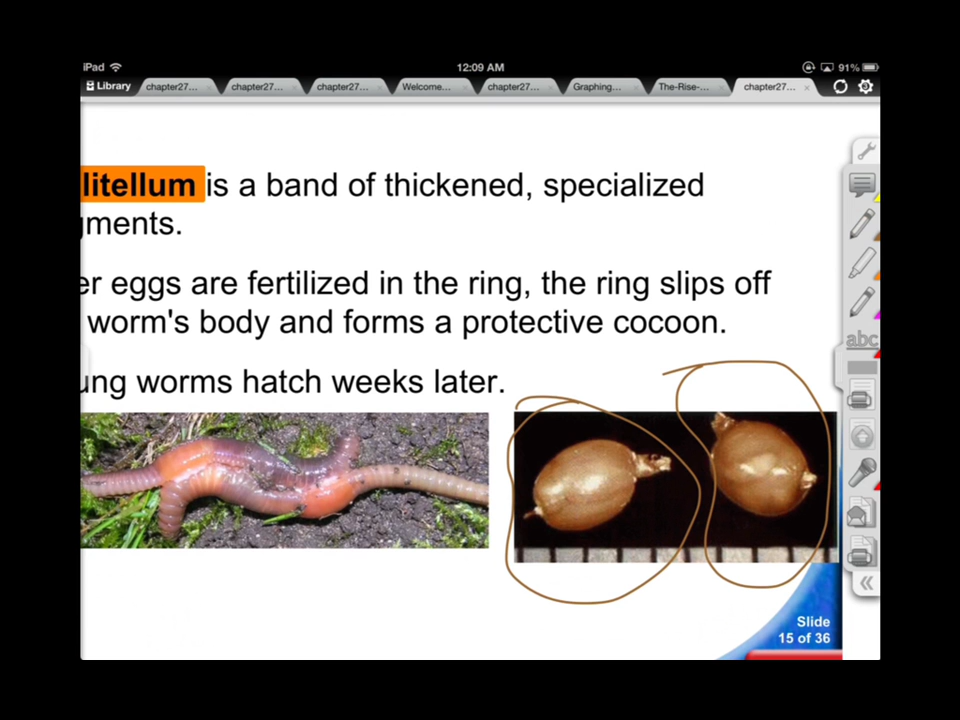 iPad
12:09 AM
91%
Library
chapter27...
chapter27...
chapter27...
Welcome...
chapter27...
Graphing...
The-Rise-...
chapter27...
litellum is a band of thickened, specialized
gments.
er eggs are fertilized in the ring, the ring slips off
worm's body and forms a protective cocoon.
ung worms hatch weeks later.
abc
Slide
15 of 36